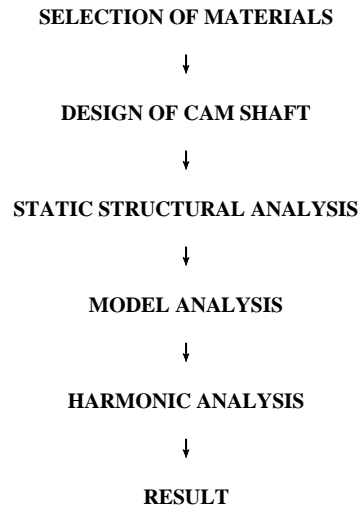 SELECTION OF MATERIALS
DESIGN OF CAM SHAFT
STATIC STRUCTURAL ANALYSIS
MODEL ANALYSIS
HARMONIC ANALYSIS
RESULT